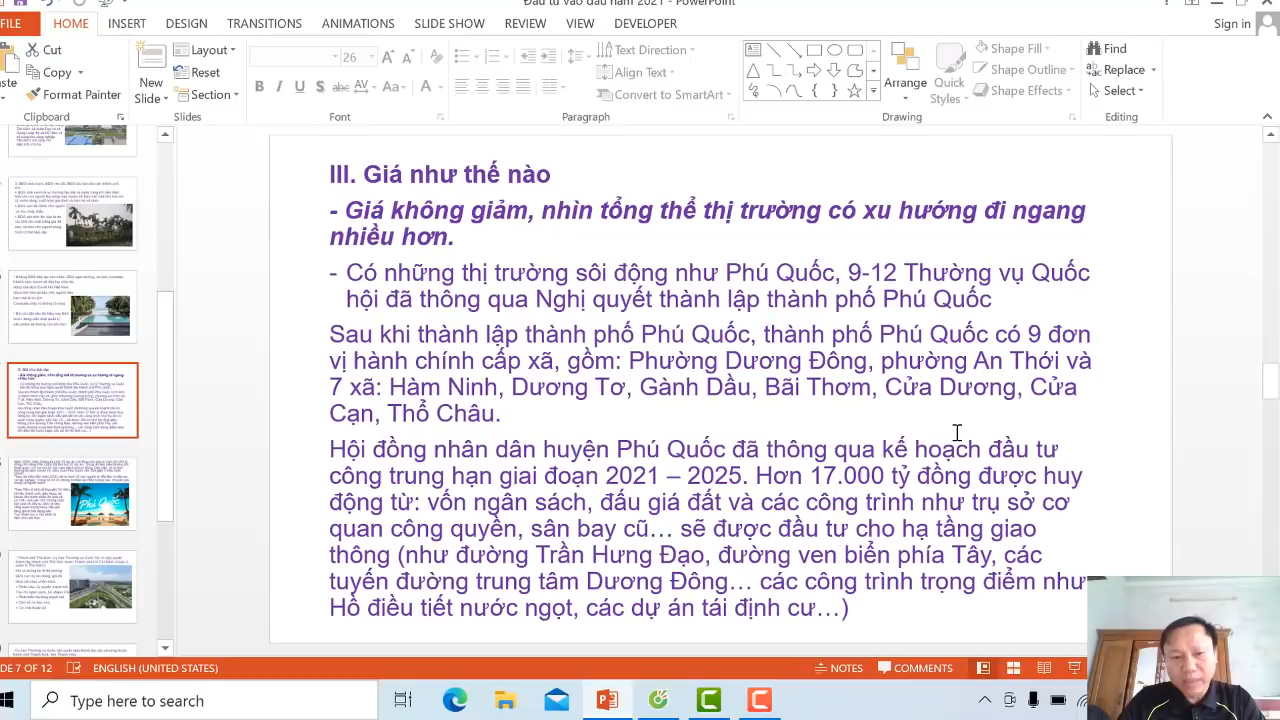 Đầu tư vào đầu năm 2021 - PowerPoint
FILE HOME INSERT DESIGN TRANSITIONS ANIMATIONS SLIDE SHOW REVIEW VIEW DEVELOPER Sign in
Cut
Copy
Format Painter
Clipboard
New
Slide
Layout
Reset
Section
Slides
26
B I U S abc AV Aa A
Font
Text Direction
Align Text
Convert to SmartArt
Paragraph
Arrange
Quick
Styles
Shape Fill
Shape Outline
Shape Effects
Drawing
Find
Replace
Select
Editing
III. Giá như thế nào
- Giá không giảm, nhìn tổng thể thị trường có xu hướng đi ngang
nhiều hơn.
- Có những thị trường sôi động như Phú Quốc, 9-12 Thường vụ Quốc
hội đã thông qua Nghị quyết thành lập thành phố Phú Quốc
Sau khi thành lập thành phố Phú Quốc, thành phố Phú Quốc có 9 đơn
vị hành chính cấp xã, gồm: Phường Dương Đông, phường An Thới và
7 xã: Hàm Ninh, Dương Tơ, Gành Dầu, Bãi Thơm, Cửa Dương, Cửa
Cạn, Thổ Châu.
Hội đồng nhân dân huyện Phú Quốc đã thông qua kế hoạch đầu tư
công trung hạn giai đoạn 2021 – 2025. Hơn 17.000 tỷ đồng được huy
động từ: vốn ngân sách, đấu giá đất và các công trình như trụ sở cơ
quan công quyền, sân bay cũ… sẽ được đầu tư cho hạ tầng giao
thông (như đường Trần Hưng Đạo, đường ven biển phía Tây, các
tuyến đường trung tâm Dương Đông… các công trình trọng điểm như
Hồ điều tiết nước ngọt, các dự án tái định cư…)
DE 7 OF 12 ENGLISH (UNITED STATES) NOTES COMMENTS
Type here to search